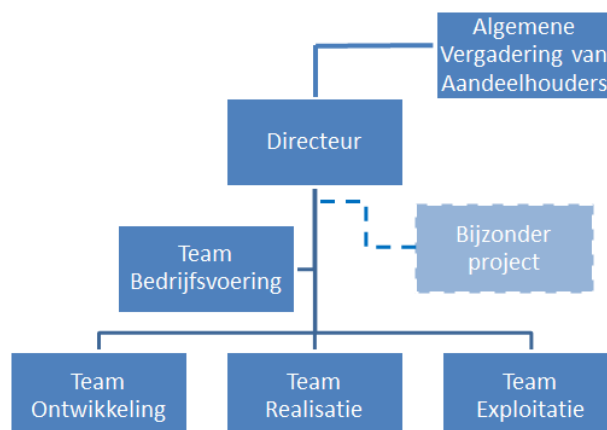 Algemene
Vergadering van
Aandeelhouders
Directeur
Bijzonder
project
Team
Bedrijfsvoering
Team
Ontwikkeling
Team
Realisatie
Team
Exploitatie